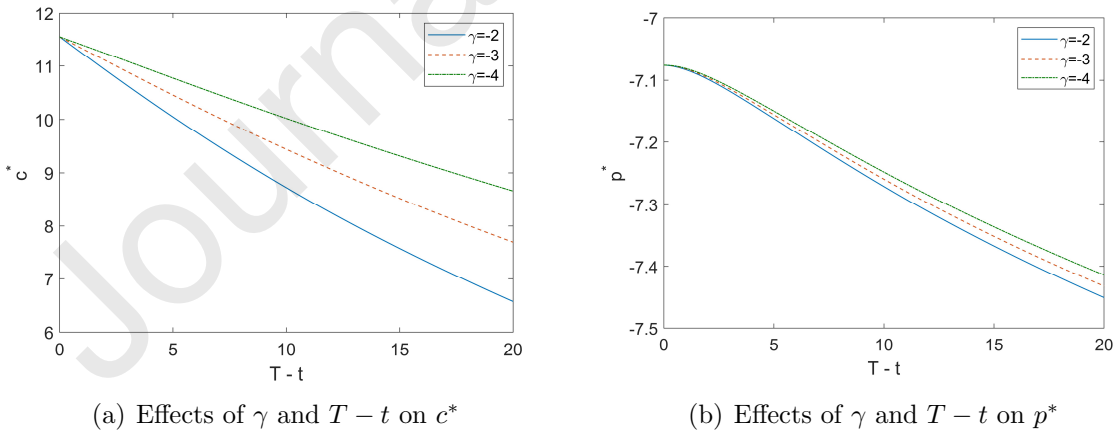 12
11
10
9
8
7
6
c*
0
5
10
15
20
T - t
γ=-2
γ=-3
γ=-4
(a) Effects of γ and T − t on c*
-7
-7.1
-7.2
-7.3
-7.4
-7.5
p*
0
5
10
15
20
T - t
γ=-2
γ=-3
γ=-4
(b) Effects of γ and T − t on p*
Journa